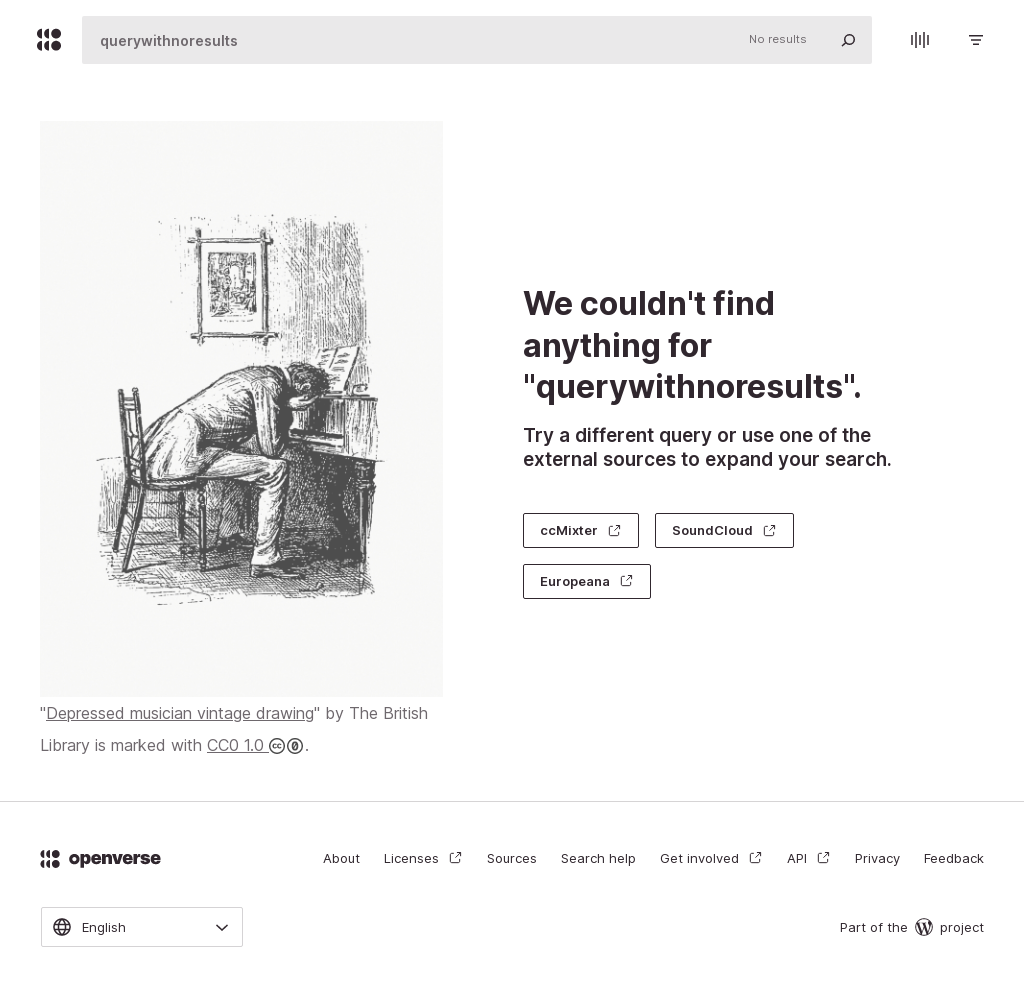 querywithnoresults
No results
We couldn't find
anything for
"querywithnoresults".
Try a different query or use one of the
external sources to expand your search.
ccMixter
SoundCloud
Europeana
"Depressed musician vintage drawing" by The British
Library is marked with CC0 1.0 .
openverse
About
Licenses
Sources
Search help
Get involved
API
Privacy
Feedback
English
Part of the project